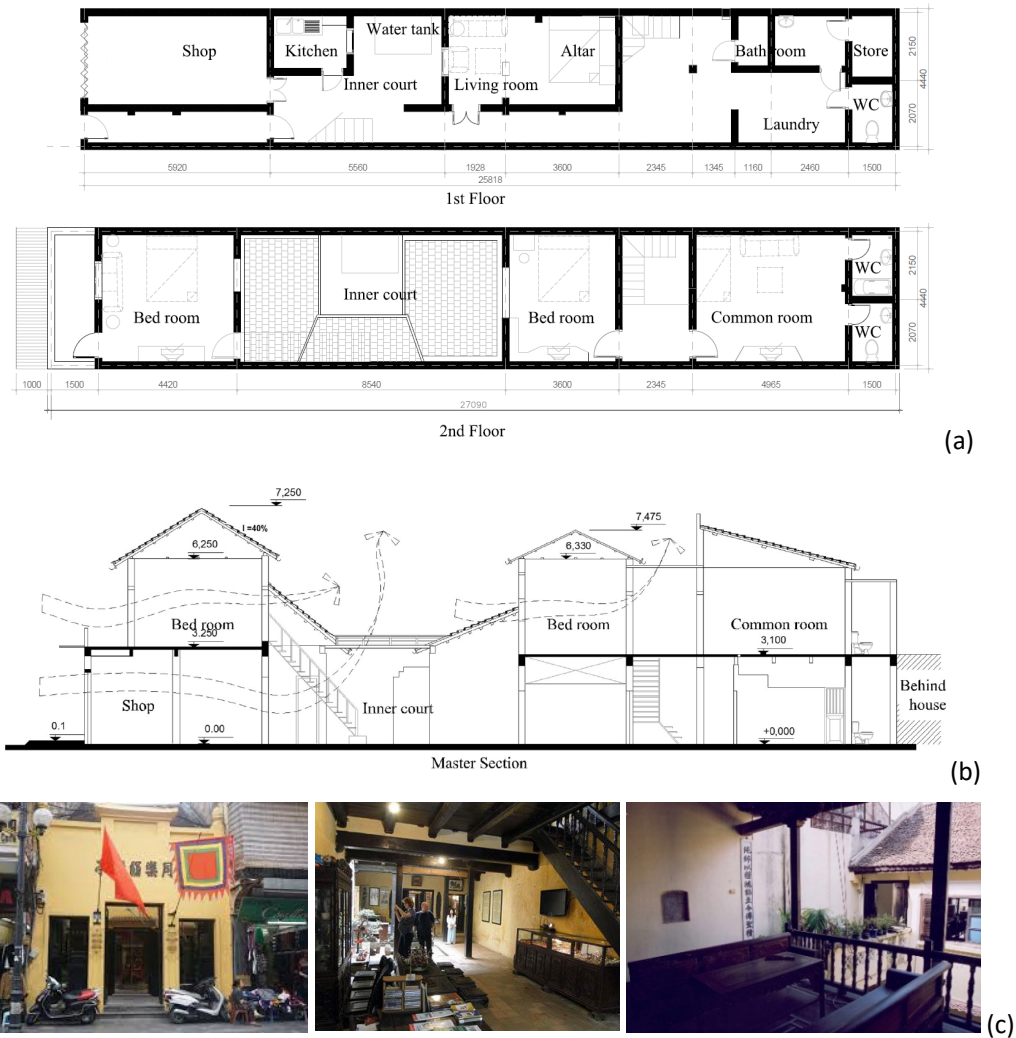 Shop
Kitchen
Water tank
Inner court
Living room
Altar
Bath room
Store
WC
Laundry
2150
4440
2070
5920
5560
1928
3600
2345
1345
1160
2460
1500
25818
1st Floor
Bed room
Inner court
Bed room
Common room
WC
WC
2150
4440
2070
1000
1500
4420
8540
3600
2345
4965
1500
27090
2nd Floor
(a)
7,250
I =40%
6,250
7,475
6,330
Bed room
3.250
Bed room
Common room
3,100
Shop
Inner court
Behind
house
0.1
0.00
+0,000
Master Section
(b)
(c)